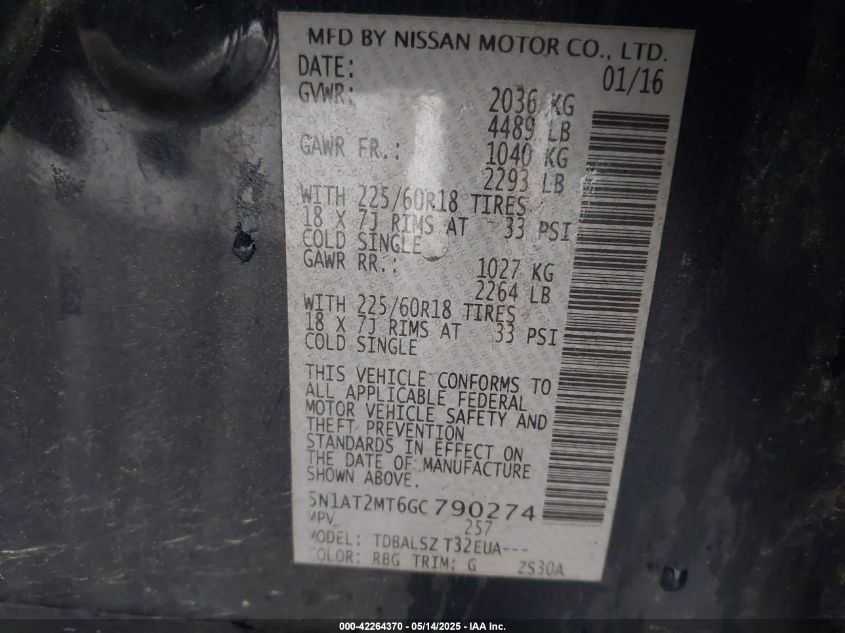 MFD BY NISSAN MOTOR CO., LTD.
DATE: 01/16
GVWR: 2036 KG
4489 LB
GAWR FR.: 1040 KG
2293 LB
WITH 225/60R18 TIRES
18 X 7J RIMS AT 33 PSI
COLD SINGLE
GAWR RR.: 1027 KG
2264 LB
WITH 225/60R18 TIRES
18 X 7J RIMS AT 33 PSI
COLD SINGLE
THIS VEHICLE CONFORMS TO
ALL APPLICABLE FEDERAL
MOTOR VEHICLE SAFETY AND
THEFT PREVENTION
STANDARDS IN EFFECT ON
THE DATE OF MANUFACTURE
SHOWN ABOVE.
5N1AT2MT6GC790274
MPV 257
MODEL: TDBALSZ T32EUA---
COLOR: RBG TRIM: G ZS30A
000-42264370 — 05/14/2025 - IAA Inc.